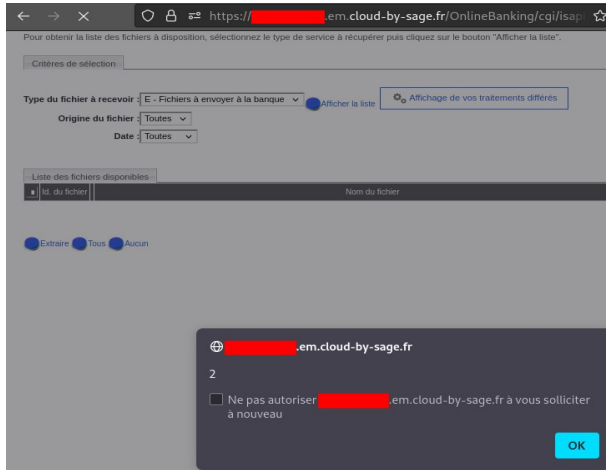 https:// .em.cloud-by-sage.fr/OnlineBanking/cgi/isap
Pour obtenir la liste des fichiers à disposition, sélectionnez le type de service à récupérer puis cliquez sur le bouton "Afficher la liste".
Critères de sélection
Type du fichier à recevoir : E - Fichiers à envoyer à la banque Afficher la liste Affichage de vos traitements différés
Origine du fichier : Toutes
Date : Toutes
Liste des fichiers disponibles
Id. du fichier Nom du fichier
Extraire Tous Aucun
.em.cloud-by-sage.fr
2
Ne pas autoriser .em.cloud-by-sage.fr à vous solliciter
à nouveau
OK